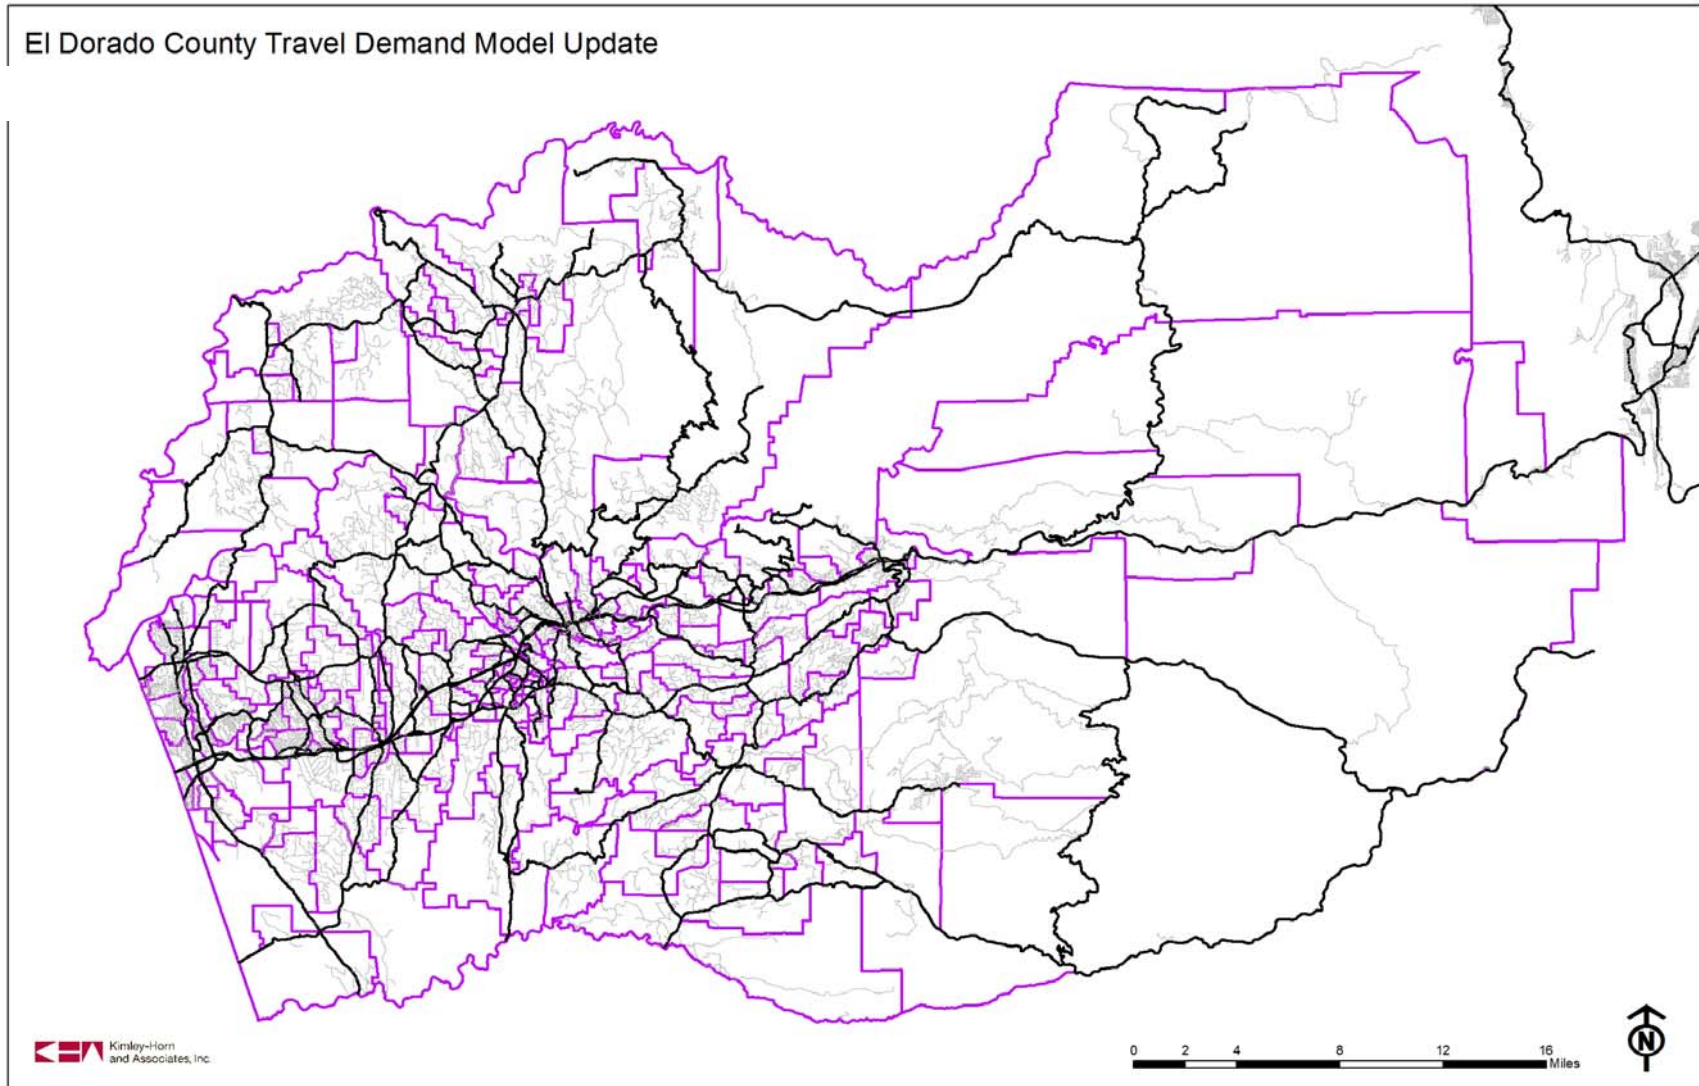 El Dorado County Travel Demand Model Update
Kimley-Horn
and Associates, Inc.
0 2 4 8 12 16
Miles
N